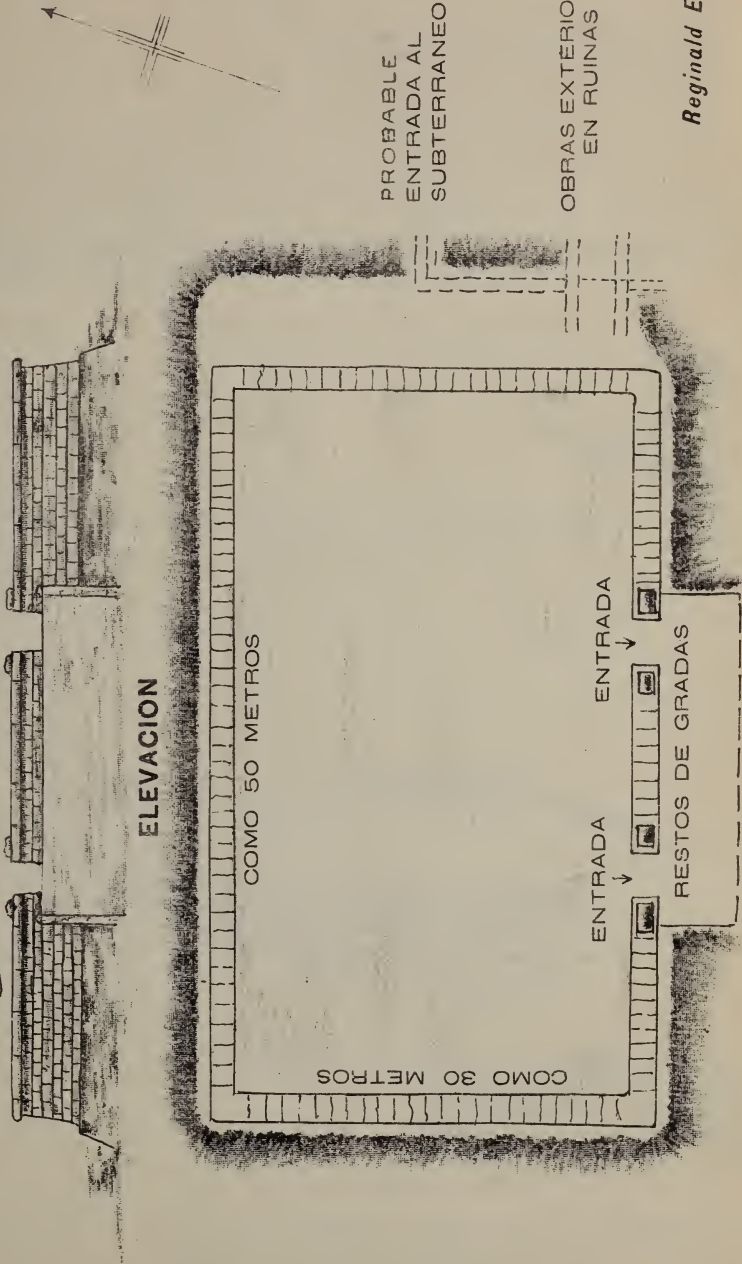 ELEVACION
COMO 50 METROS
COMO 30 METROS
ENTRADA
ENTRADA
RESTOS DE GRADAS
PROBABLE
ENTRADA AL
SUBTERRANEO
OBRAS EXTERIO
EN RUINAS
Reginald E